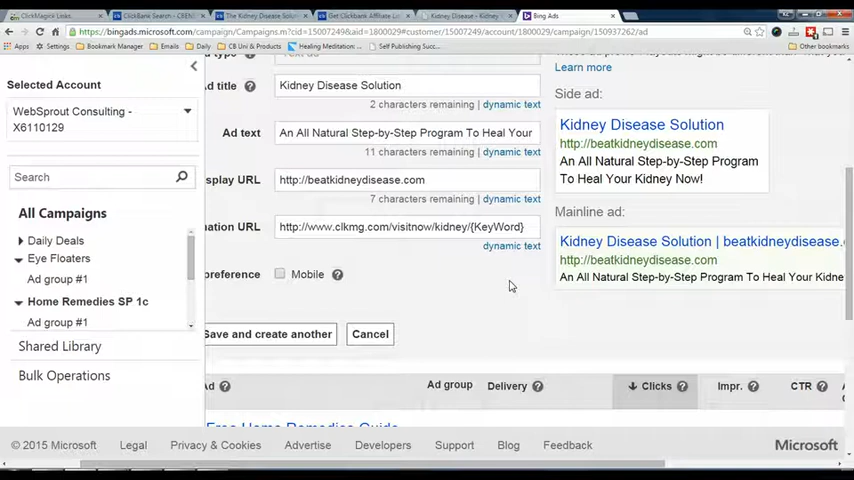 ClickMagick Links
ClickBank Search - CBENG
The Kidney Disease Solution
Get Clickbank Affiliate L
Kidney Disease - Kidney
Bing Ads
https://bingads.microsoft.com/campaign/Campaigns.m?cid=15007249&aid=1800029#customer/15007249/account/1800029/campaign/150937262/ad
Apps
Settings
Bookmark Manager
Emails
Daily
CB Uni & Products
Healing Meditation:
Self Publishing Succ
Other bookmarks
Selected Account
WebSprout Consulting -
X6110129
Search
All Campaigns
Daily Deals
Eye Floaters
Ad group #1
Home Remedies SP 1c
Ad group #1
Shared Library
Bulk Operations
Ad title
Kidney Disease Solution
2 characters remaining | dynamic text
Ad text
An All Natural Step-by-Step Program To Heal Your
11 characters remaining | dynamic text
isplay URL
http://beatkidneydisease.com
7 characters remaining | dynamic text
nation URL
http://www.clkmg.com/visitnow/kidney/{KeyWord}
dynamic text
preference
Mobile
Save and create another
Cancel
Learn more
Side ad:
Kidney Disease Solution
http://beatkidneydisease.com
An All Natural Step-by-Step Program
To Heal Your Kidney Now!
Mainline ad:
Kidney Disease Solution | beatkidneydisease.
http://beatkidneydisease.com
An All Natural Step-by-Step Program To Heal Your Kidne
Ad
Ad group
Delivery
Clicks
Impr.
CTR
Free Home Remedies Guide
© 2015 Microsoft
Legal
Privacy & Cookies
Advertise
Developers
Support
Blog
Feedback
Microsoft